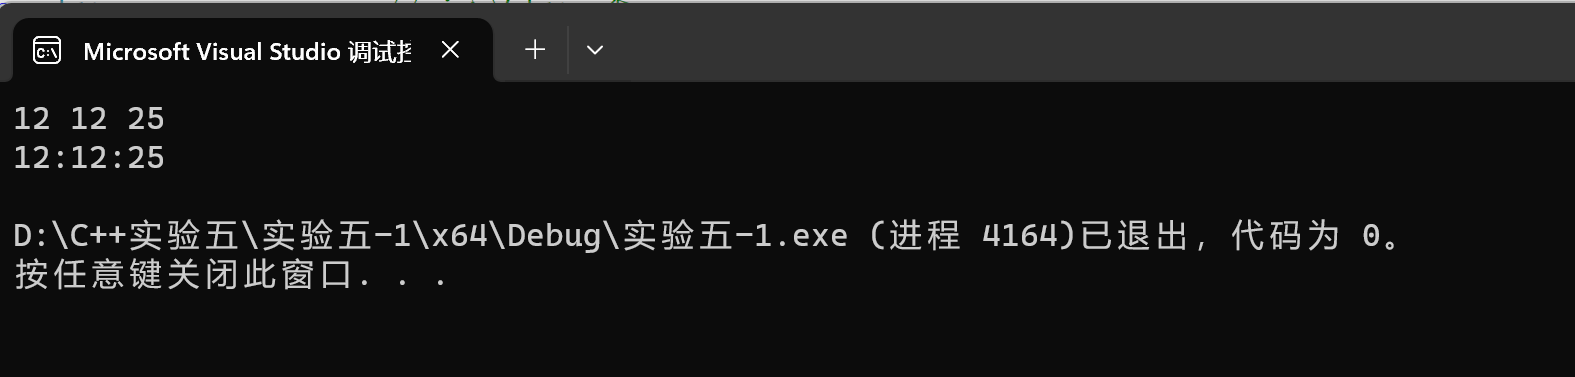 Microsoft Visual Studio 调试
12 12 25
12:12:25
D:\C++实验五\实验五-1\x64\Debug\实验五-1.exe (进程 4164)已退出，代码为 0。
按任意键关闭此窗口. . .